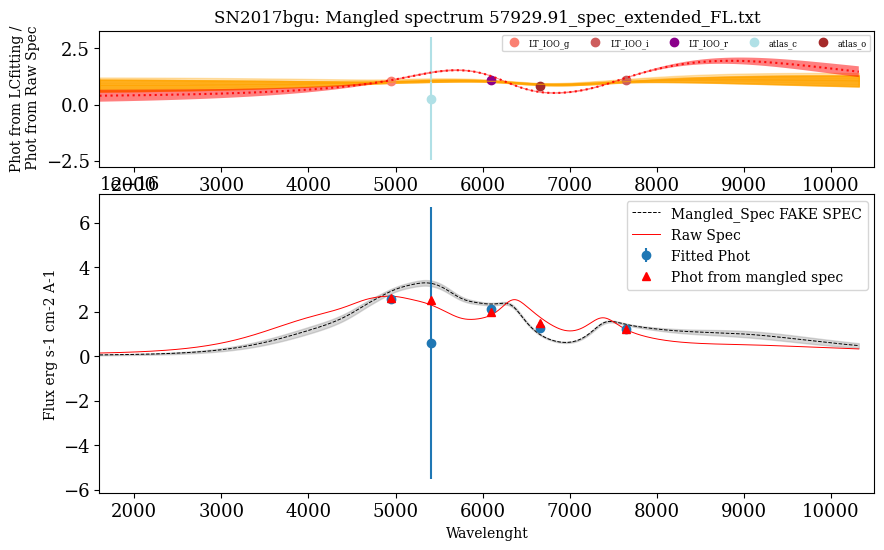 SN2017bgu: Mangled spectrum 57929.91_spec_extended_FL.txt
Phot from LCfitting /
Phot from Raw Spec
2.5
0.0
−2.5
LT_IOO_g LT_IOO_i LT_IOO_r atlas_c atlas_o
2000 3000 4000 5000 6000 7000 8000 9000 10000
1e−16
Flux erg s-1 cm-2 A-1
6
4
2
0
−2
−4
−6
Mangled_Spec FAKE SPEC
Raw Spec
Fitted Phot
Phot from mangled spec
2000 3000 4000 5000 6000 7000 8000 9000 10000
Wavelenght